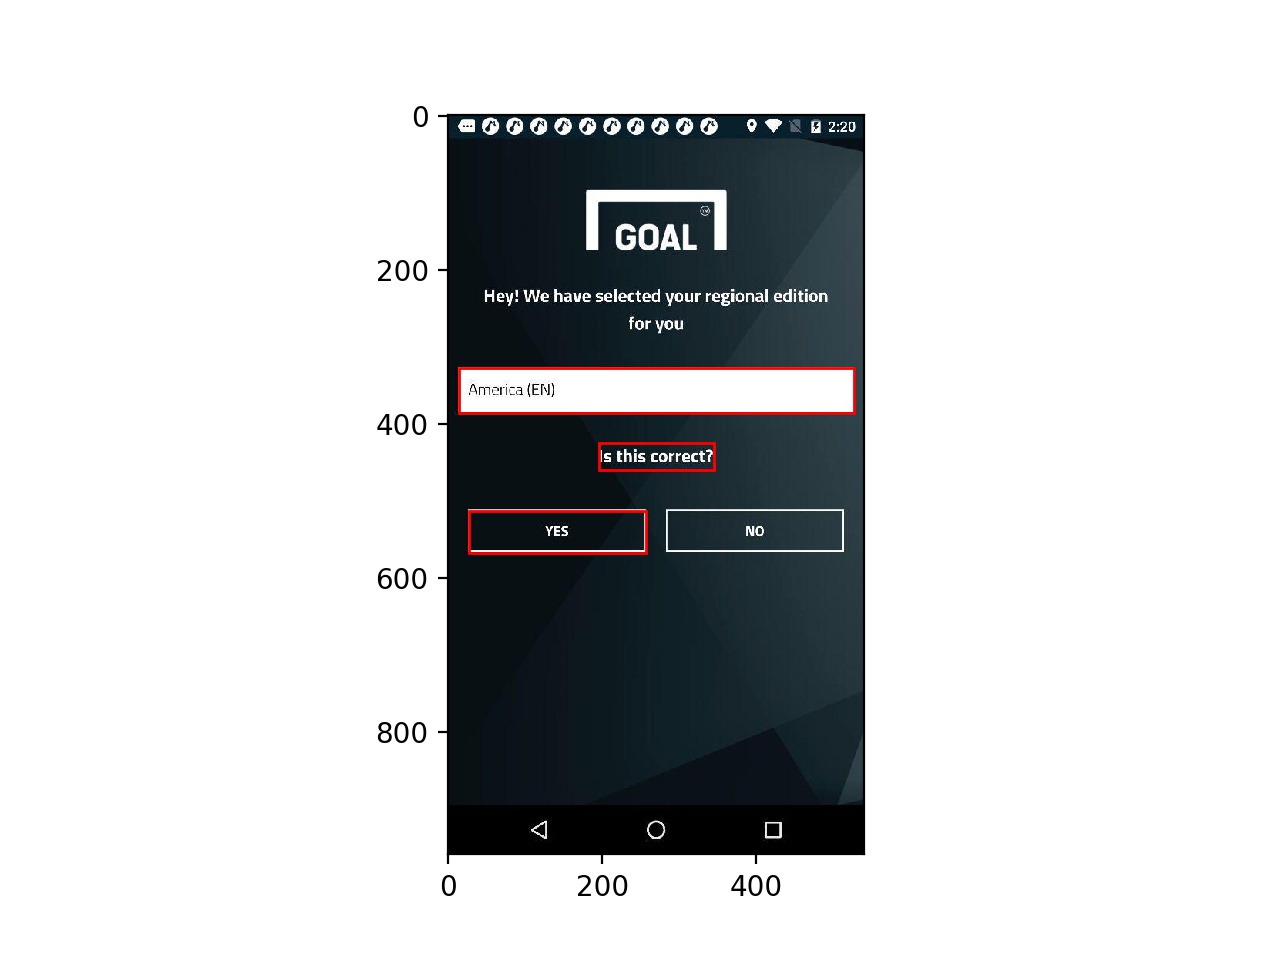 0
2:20
TM
GOAL
200
Hey! We have selected your regional edition
for you
America (EN)
400
Is this correct?
YES
NO
600
800
0
200
400